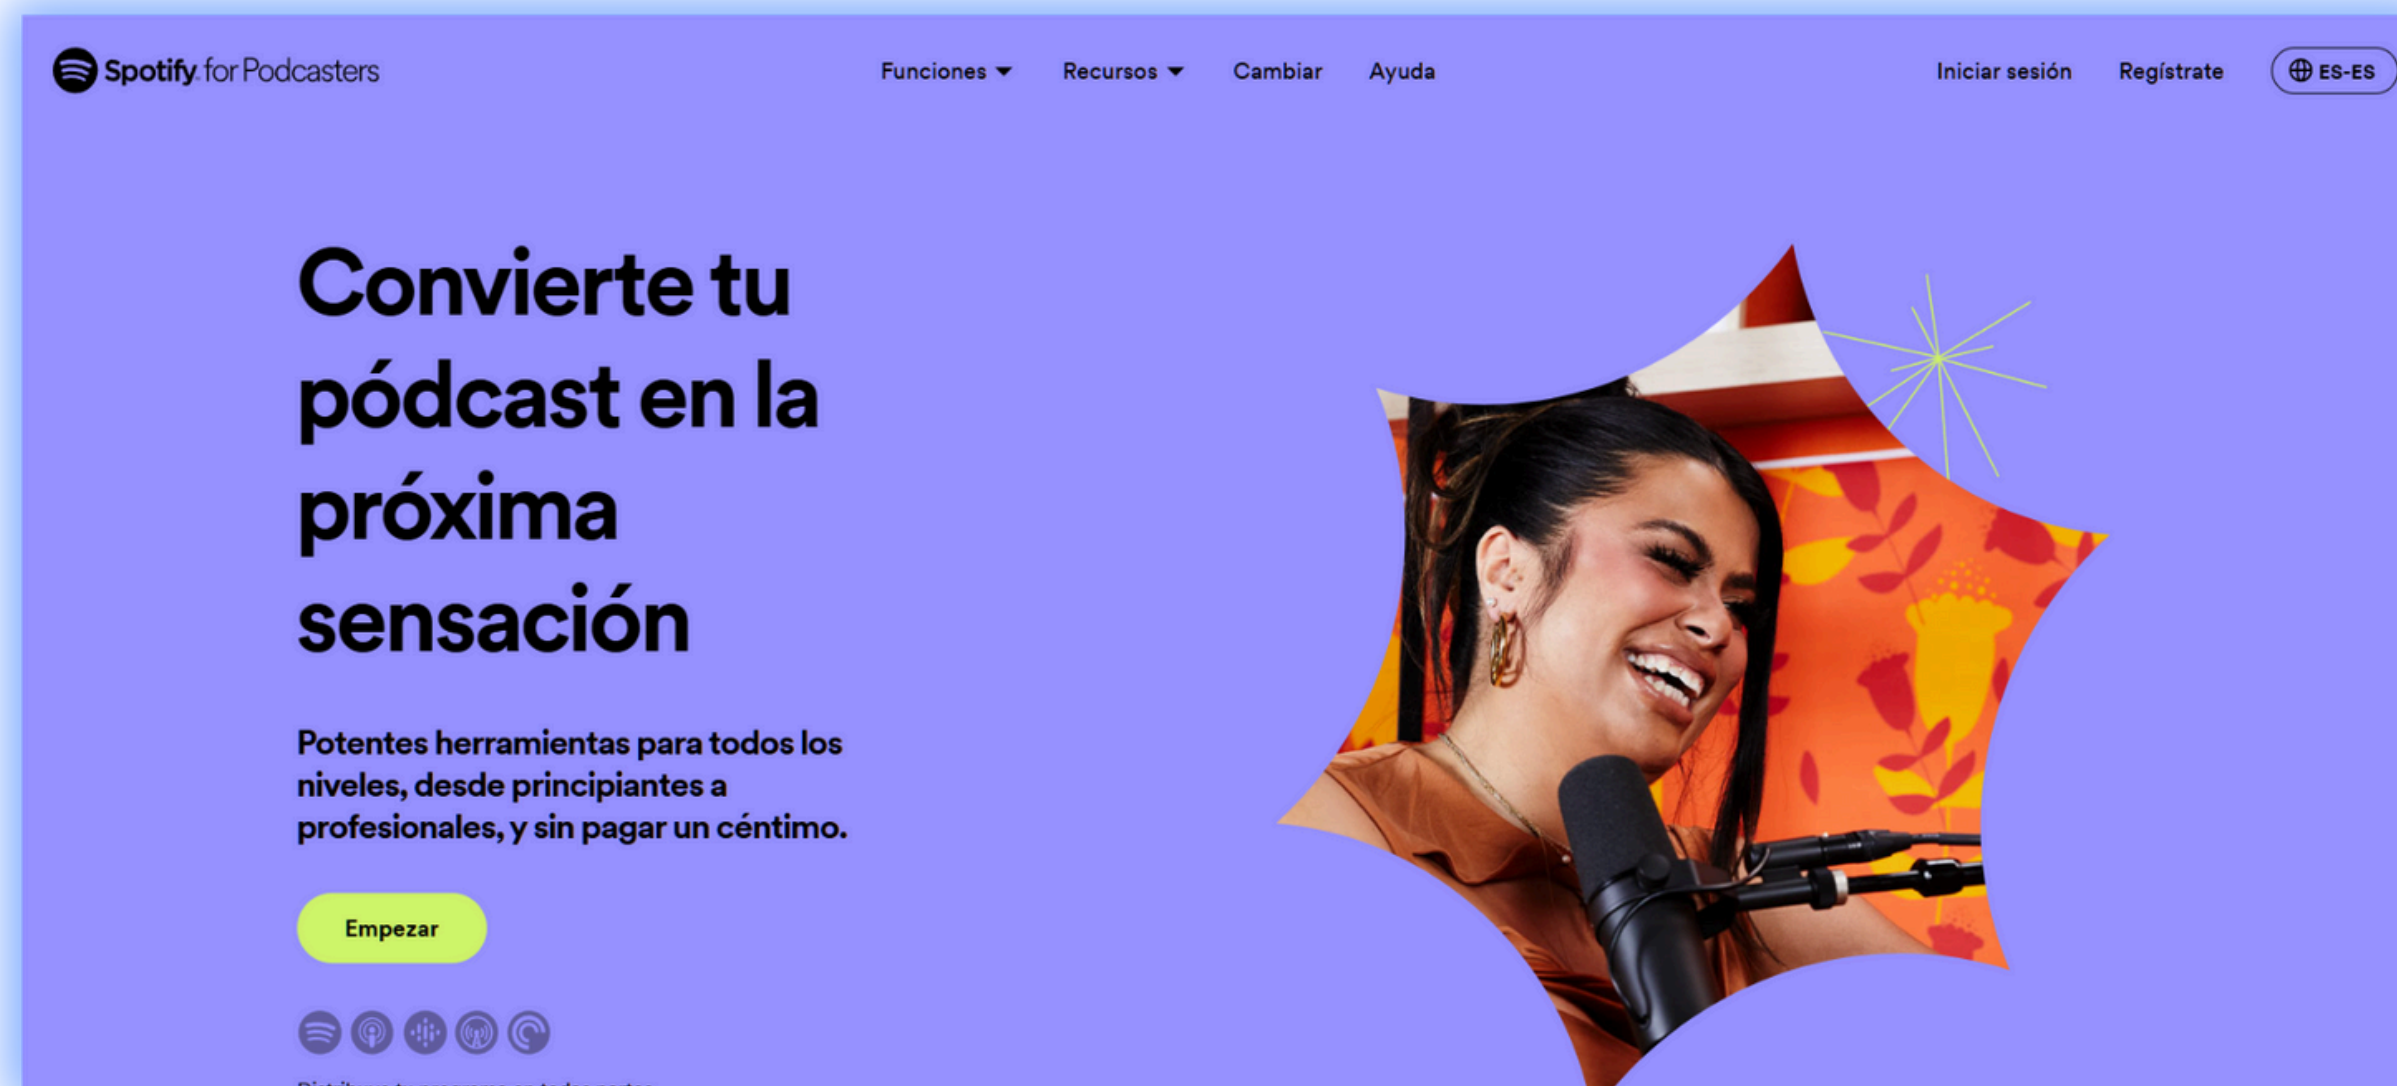 Spotify for Podcasters
Funciones
Recursos
Cambiar
Ayuda
Iniciar sesión
Regístrate
ES-ES
Convierte tu
pódcast en la
próxima
sensación
Potentes herramientas para todos los
niveles, desde principiantes a
profesionales, y sin pagar un céntimo.
Empezar